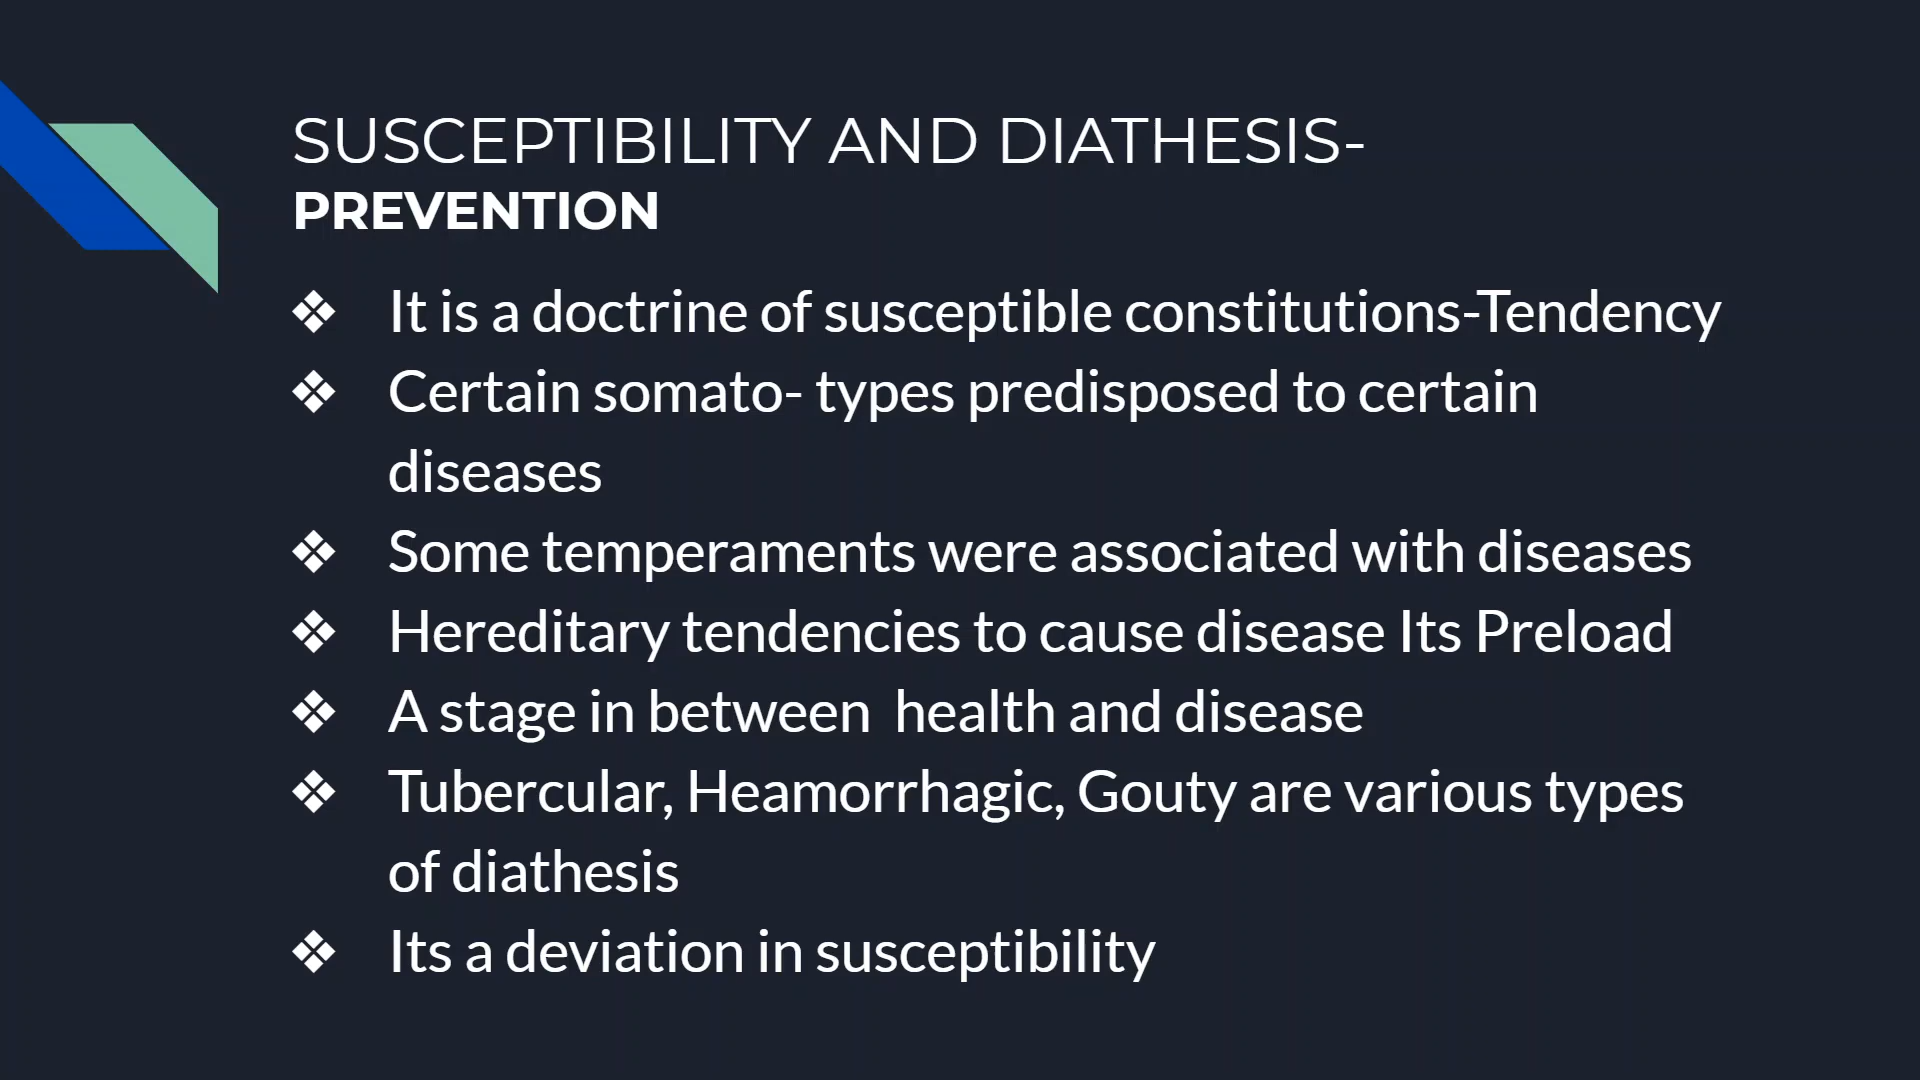 SUSCEPTIBILITY AND DIATHESIS-
PREVENTION
❖ It is a doctrine of susceptible constitutions-Tendency
❖ Certain somato- types predisposed to certain
diseases
❖ Some temperaments were associated with diseases
❖ Hereditary tendencies to cause disease Its Preload
❖ A stage in between  health and disease
❖ Tubercular, Heamorrhagic, Gouty are various types
of diathesis
❖ Its a deviation in susceptibility